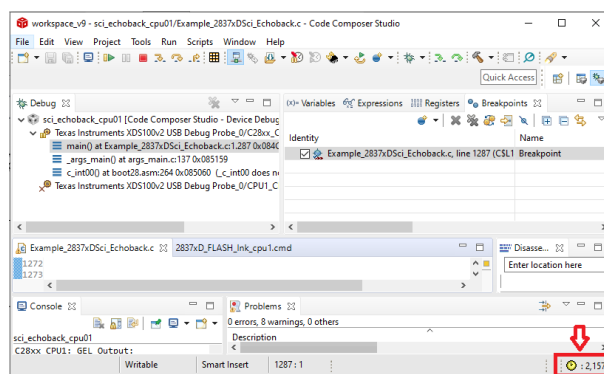 workspace_v9 - sci_echoback_cpu01/Example_2837xDSci_Echoback.c - Code Composer Studio
File Edit View Project Tools Run Scripts Window Help
Quick Access
Debug
sci_echoback_cpu01 [Code Composer Studio - Device Debug
Texas Instruments XDS100v2 USB Debug Probe_0/C28xx_C
main() at Example_2837xDSci_Echoback.c:1287 0x0840
_args_main() at args_main.c:137 0x085159
c_int00() at boot28.asm:264 0x085060 (_c_int00 does n
Texas Instruments XDS100v2 USB Debug Probe_0/CPU1_C
(x)= Variables Expressions Registers Breakpoints
Identity Name
Example_2837xDSci_Echoback.c, line 1287 (C$L1 Breakpoint
Example_2837xDSci_Echoback.c 2837xD_FLASH_lnk_cpu1.cmd
1272
1273
Disasse...
Enter location here
Console
sci_echoback_cpu01
C28xx_CPU1: GEL Output:
Problems
0 errors, 8 warnings, 0 others
Description
Writable Smart Insert 1287 : 1 : 2,157